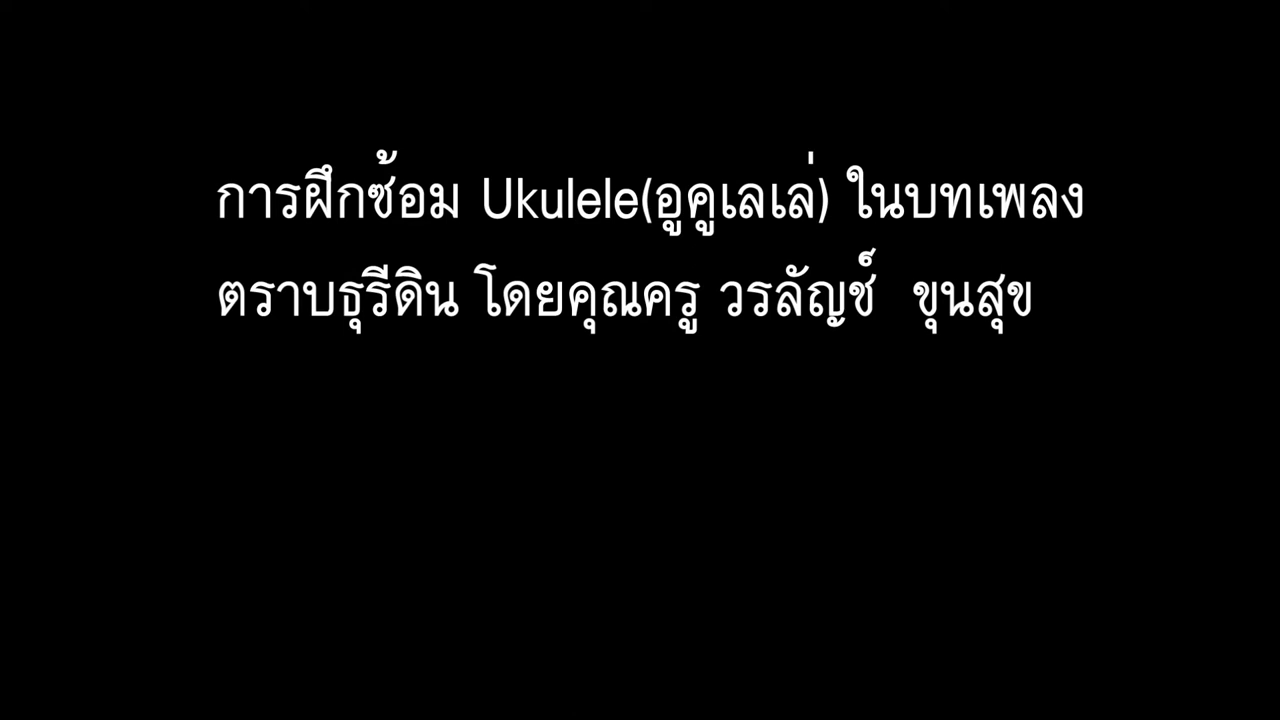 การฝึกซ้อม Ukulele(อูคูเลเล่) ในบทเพลง
ตราบธุรีดิน โดยคุณครู วรลัญช์  ขุนสุข